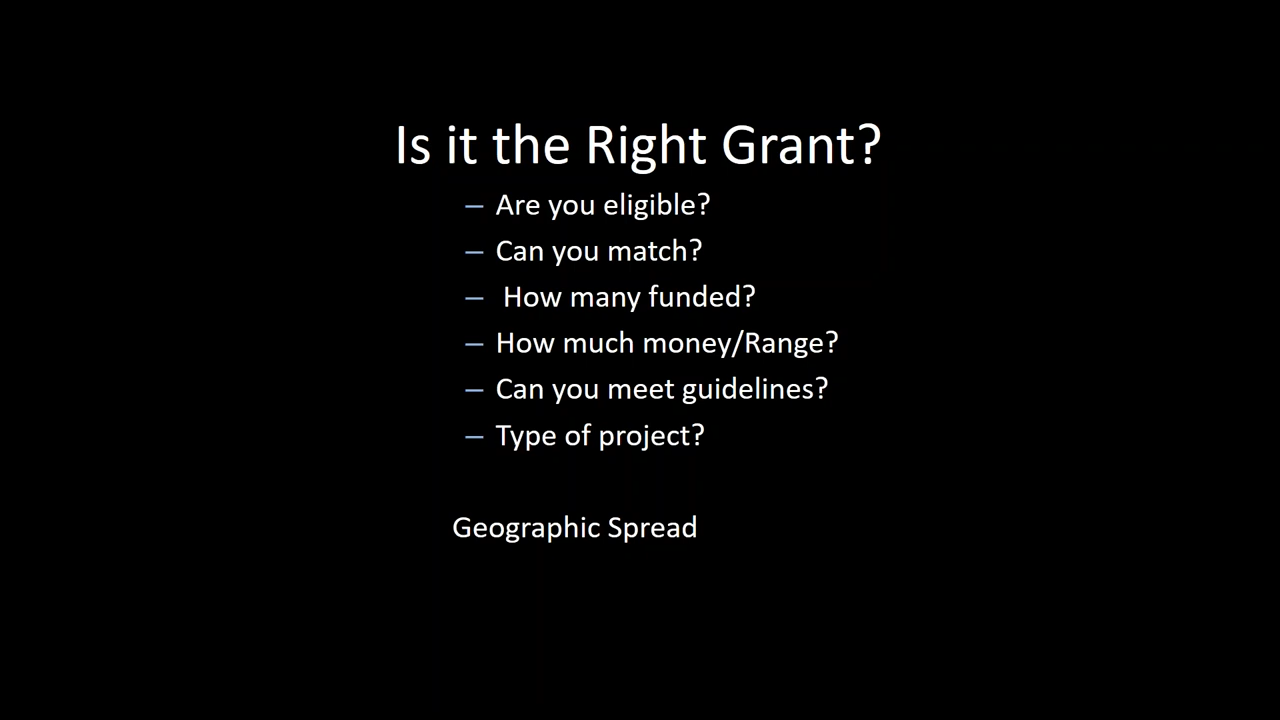 Is it the Right Grant?
– Are you eligible?
– Can you match?
– How many funded?
– How much money/Range?
– Can you meet guidelines?
– Type of project?
Geographic Spread